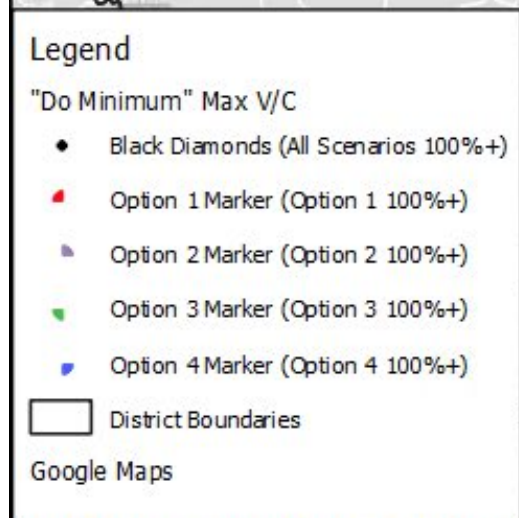 Legend
"Do Minimum" Max V/C
Black Diamonds (All Scenarios 100%+)
Option 1 Marker (Option 1 100%+)
Option 2 Marker (Option 2 100%+)
Option 3 Marker (Option 3 100%+)
Option 4 Marker (Option 4 100%+)
District Boundaries
Google Maps